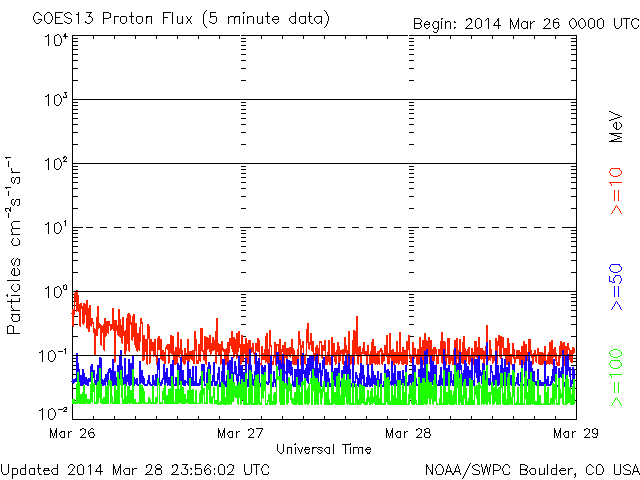 GOES13 Proton Flux (5 minute data)
Begin: 2014 Mar 26 0000 UTC
10⁴
10³
10²
10¹
10⁰
10⁻¹
10⁻²
Particles cm⁻²s⁻¹sr⁻¹
MeV
>=10
>=50
>=100
Mar 26
Mar 27
Mar 28
Mar 29
Universal Time
Updated 2014 Mar 28 23:56:02 UTC
NOAA/SWPC Boulder, CO USA